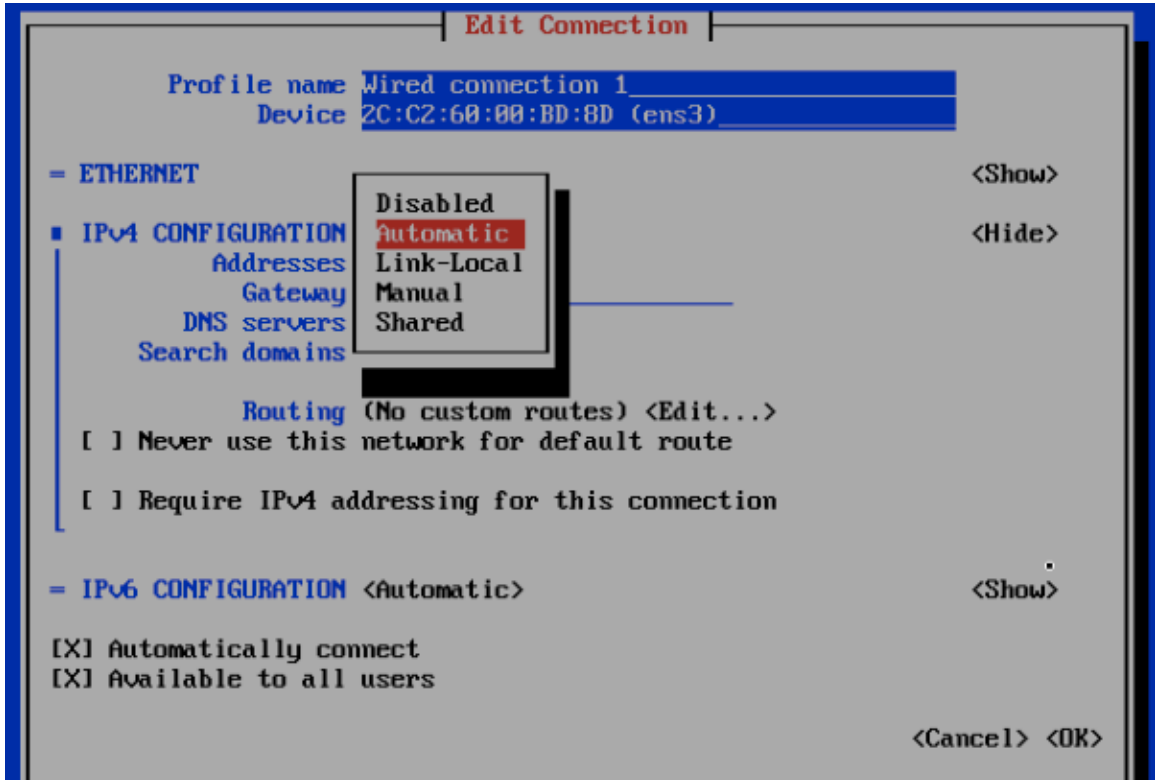 Edit Connection
Profile name Wired connection 1
Device 2C:C2:60:00:BD:8D (ens3)
= ETHERNET <Show>
Disabled
IPv4 CONFIGURATION Automatic <Hide>
Addresses Link-Local
Gateway Manual
DNS servers Shared
Search domains
Routing (No custom routes) <Edit...>
[ ] Never use this network for default route
[ ] Require IPv4 addressing for this connection
= IPv6 CONFIGURATION <Automatic> <Show>
[X] Automatically connect
[X] Available to all users
<Cancel> <OK>